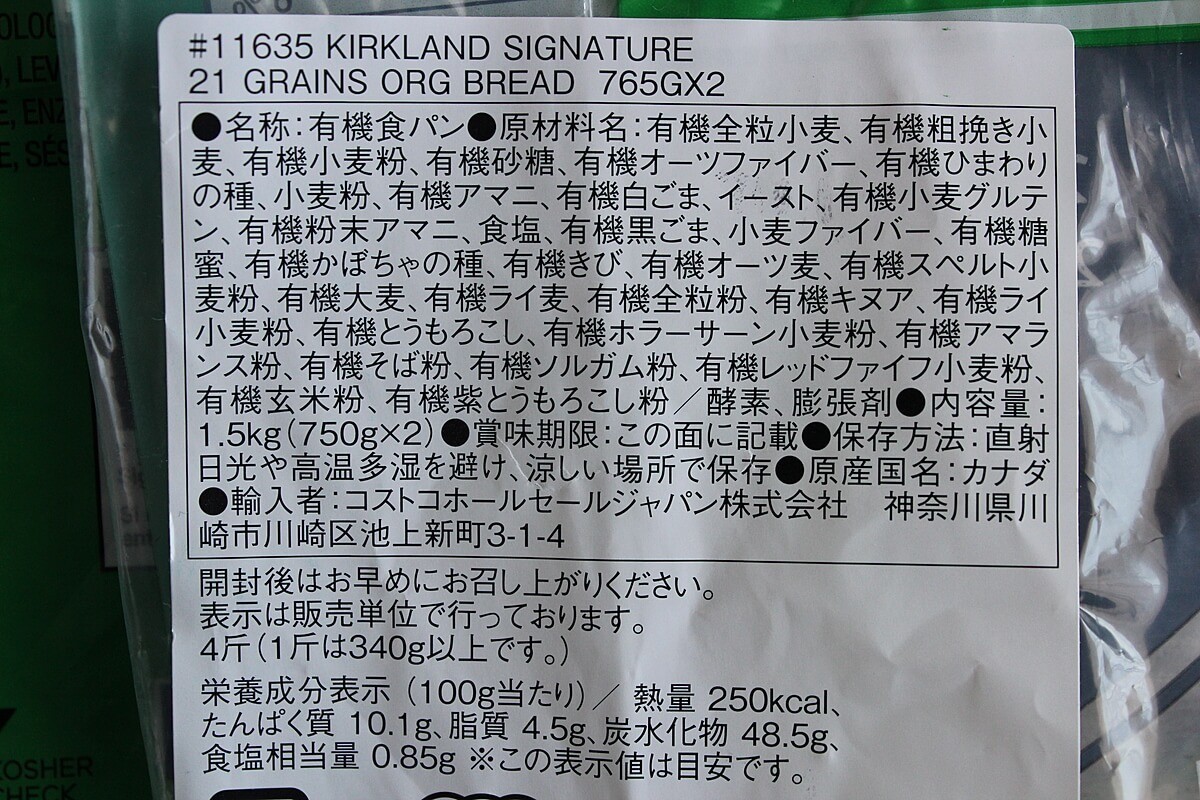 #11635 KIRKLAND SIGNATURE
21 GRAINS ORG BREAD 765GX2
●名称：有機食パン●原材料名：有機全粒小麦、有機粗挽き小
麦、有機小麦粉、有機砂糖、有機オーツファイバー、有機ひまわり
の種、小麦粉、有機アマニ、有機白ごま、イースト、有機小麦グルテ
ン、有機粉末アマニ、食塩、有機黒ごま、小麦ファイバー、有機糖
蜜、有機かぼちゃの種、有機きび、有機オーツ麦、有機スペルト小
麦粉、有機大麦、有機ライ麦、有機全粒粉、有機キヌア、有機ライ
小麦粉、有機とうもろこし、有機ホラーサーン小麦粉、有機アマラ
ンス粉、有機そば粉、有機ソルガム粉、有機レッドファイフ小麦粉、
有機玄米粉、有機紫とうもろこし粉／酵素、膨張剤●内容量：
1.5kg(750g×2)●賞味期限：この面に記載●保存方法：直射
日光や高温多湿を避け、涼しい場所で保存●原産国名：カナダ
●輸入者：コストコホールセールジャパン株式会社　神奈川県川
崎市川崎区池上新町3-1-4
開封後はお早めにお召し上がりください。
表示は販売単位で行っております。
4斤(1斤は340g以上です。)
栄養成分表示（100g当たり）／熱量 250kcal、
たんぱく質 10.1g、脂質 4.5g、炭水化物 48.5g、
食塩相当量 0.85g ※この表示値は目安です。
KOSHER
CHECK